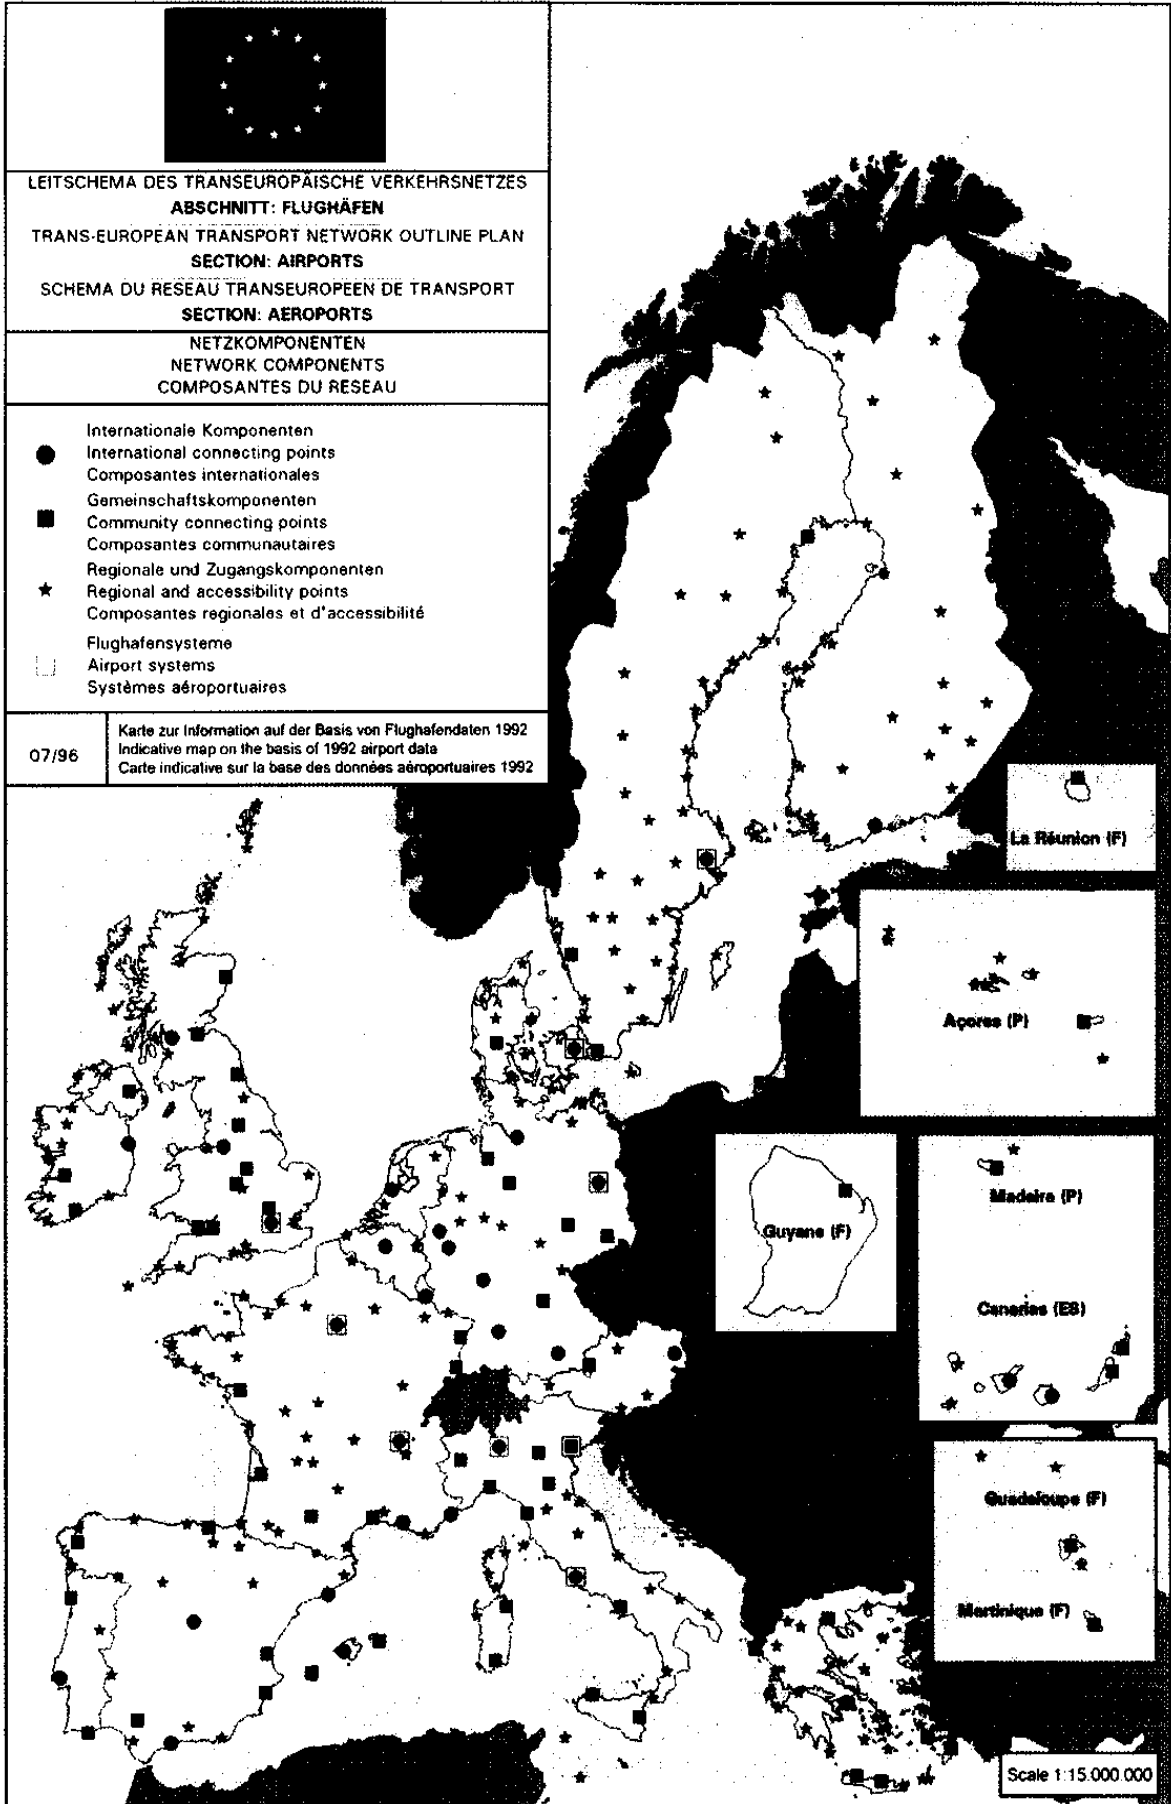 LEITSCHEMA DES TRANSEUROPÄISCHE VERKEHRSNETZES
ABSCHNITT: FLUGHÄFEN
TRANS-EUROPEAN TRANSPORT NETWORK OUTLINE PLAN
SECTION: AIRPORTS
SCHEMA DU RESEAU TRANSEUROPEEN DE TRANSPORT
SECTION: AEROPORTS
NETZKOMPONENTEN
NETWORK COMPONENTS
COMPOSANTES DU RESEAU
Internationale Komponenten
International connecting points
Composantes internationales
Gemeinschaftskomponenten
Community connecting points
Composantes communautaires
Regionale und Zugangskomponenten
Regional and accessibility points
Composantes regionales et d'accessibilité
Flughafensysteme
Airport systems
Systèmes aéroportuaires
07/96
Karte zur Information auf der Basis von Flughafendaten 1992
Indicative map on the basis of 1992 airport data
Carte indicative sur la base des données aéroportuaires 1992
La Réunion (F)
Açores (P)
Madeira (P)
Guyane (F)
Canarias (ES)
Guadeloupe (F)
Martinique (F)
Scale 1:15.000.000